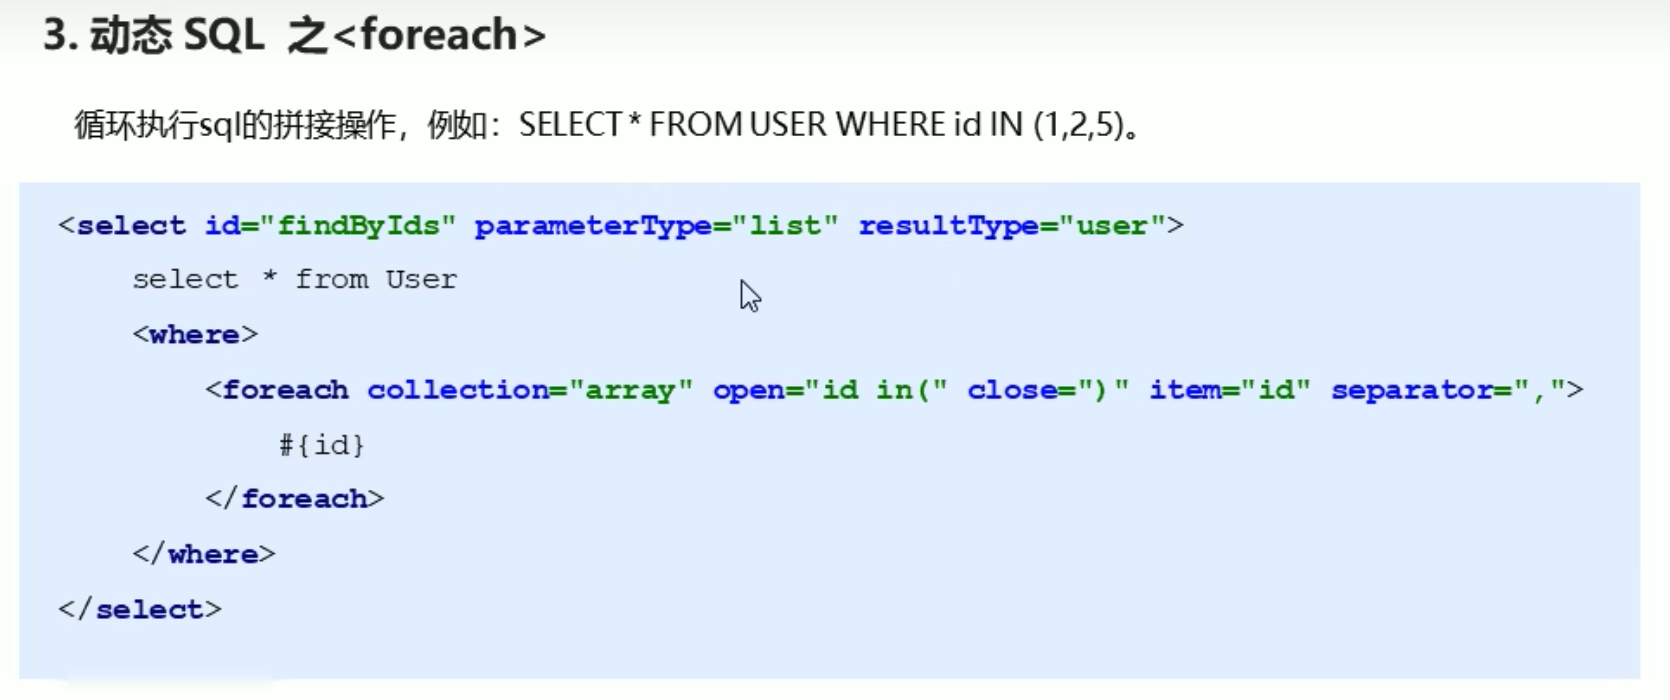 3. 动态 SQL 之<foreach>
循环执行sql的拼接操作，例如：SELECT * FROM USER WHERE id IN (1,2,5)。
<select id="findByIds" parameterType="list" resultType="user">
select * from User
<where>
<foreach collection="array" open="id in(" close=")" item="id" separator=",">
#{id}
</foreach>
</where>
</select>